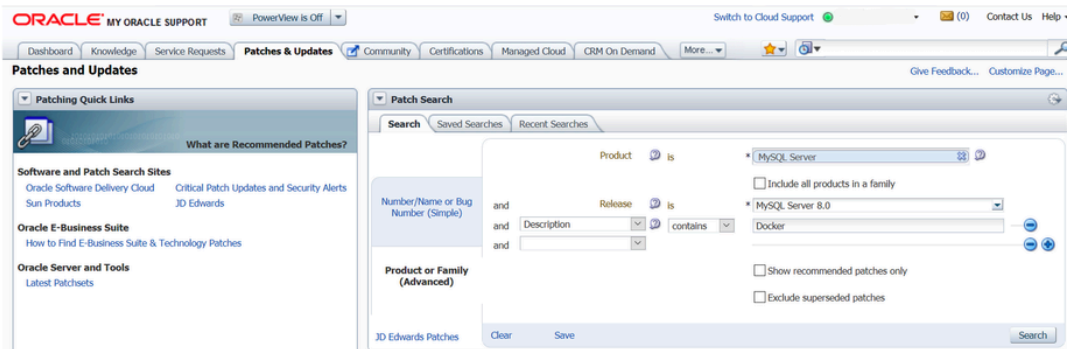 ORACLE MY ORACLE SUPPORT PowerView is Off Switch to Cloud Support (0) Contact Us Help
Dashboard Knowledge Service Requests Patches & Updates Community Certifications Managed Cloud CRM On Demand More...
Patches and Updates Give Feedback... Customize Page...
Patching Quick Links
What are Recommended Patches?
Software and Patch Search Sites
Oracle Software Delivery Cloud Critical Patch Updates and Security Alerts
Sun Products JD Edwards
Oracle E-Business Suite
How to Find E-Business Suite & Technology Patches
Oracle Server and Tools
Latest Patchsets
Patch Search
Search Saved Searches Recent Searches
Number/Name or Bug
Number (Simple)
Product or Family
(Advanced)
JD Edwards Patches
Product is * MySQL Server
Include all products in a family
and Release is * MySQL Server 8.0
and Description contains Docker
and
Show recommended patches only
Exclude superseded patches
Clear Save Search